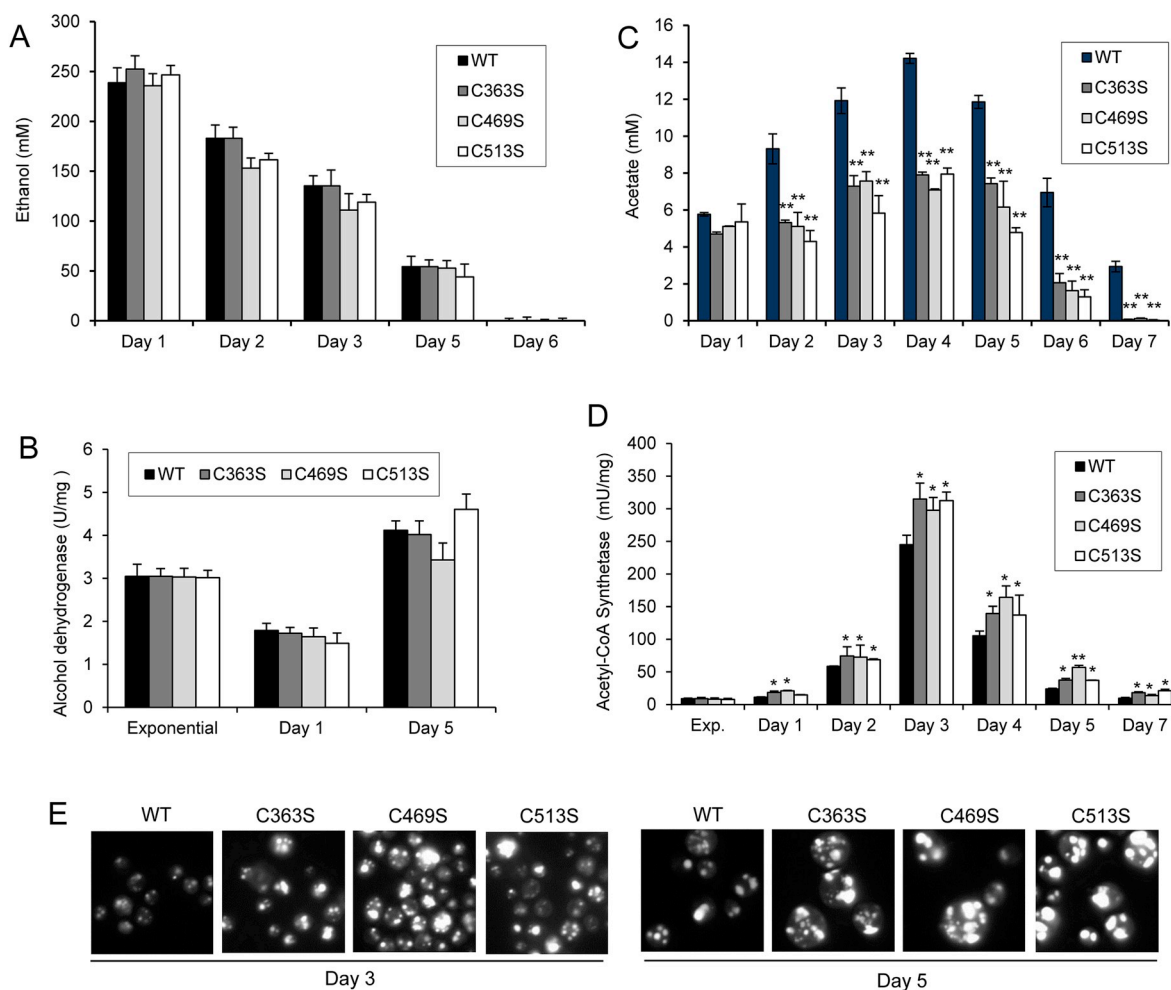 A
Ethanol (mM)
300
250
200
150
100
50
0
WT
C363S
C469S
C513S
Day 1 Day 2 Day 3 Day 5 Day 6
C
Acetate (mM)
16
14
12
10
8
6
4
2
0
WT
C363S
C469S
C513S
** ** **
** ** **
** ** **
** ** **
** ** **
** ** **
Day 1 Day 2 Day 3 Day 4 Day 5 Day 6 Day 7
B
Alcohol dehydrogenase (U/mg )
6
5
4
3
2
1
0
WT C363S C469S C513S
Exponential Day 1 Day 5
D
Acetyl-CoA Synthetase (mU/mg)
400
350
300
250
200
150
100
50
0
WT
C363S
C469S
C513S
* *
* * *
* * *
* * *
* ** *
* * *
Exp. Day 1 Day 2 Day 3 Day 4 Day 5 Day 7
E
WT C363S C469S C513S
Day 3
WT C363S C469S C513S
Day 5